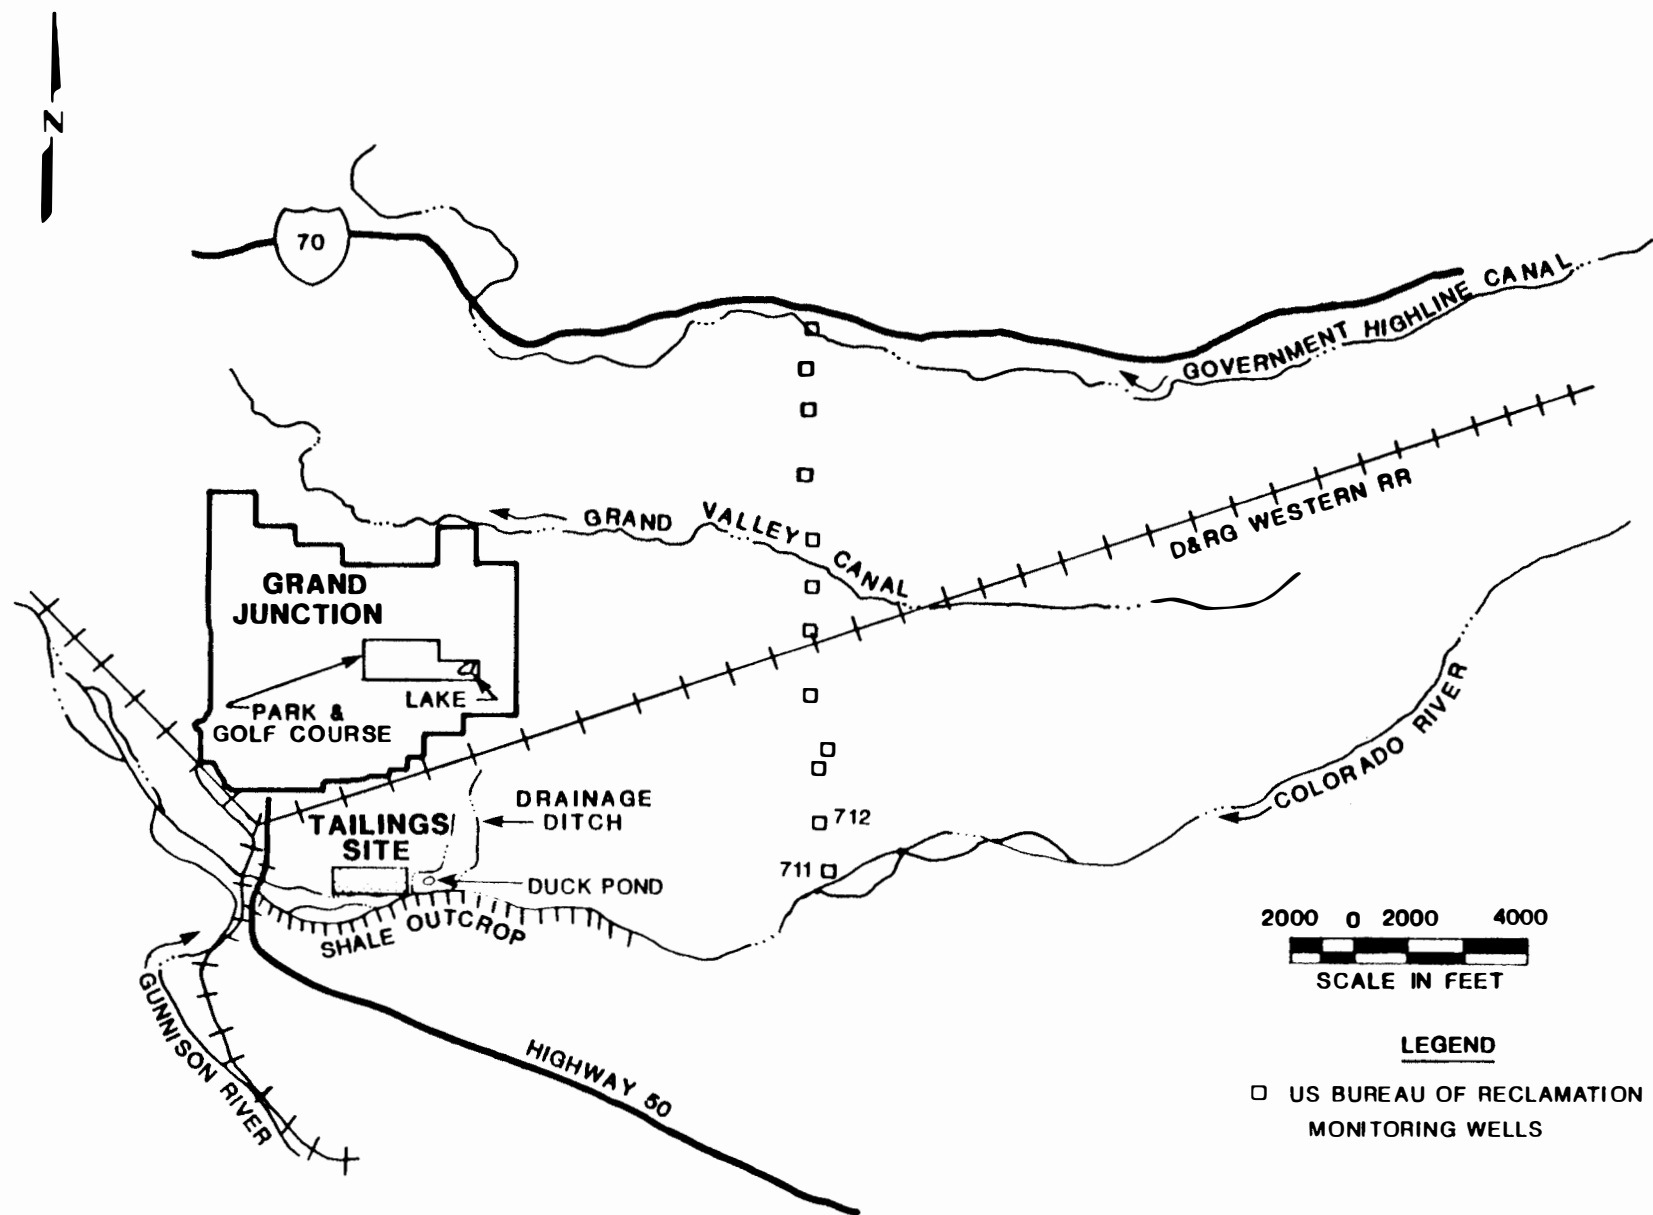 N
70
GOVERNMENT HIGHLINE CANAL
GRAND VALLEY CANAL
D&RG WESTERN RR
GRAND
JUNCTION
LAKE
PARK &
GOLF COURSE
COLORADO RIVER
DRAINAGE
DITCH
TAILINGS
SITE
712
711
DUCK POND
SHALE OUTCROP
GUNNISON RIVER
HIGHWAY 50
2000 0 2000 4000
SCALE IN FEET
LEGEND
US BUREAU OF RECLAMATION
MONITORING WELLS